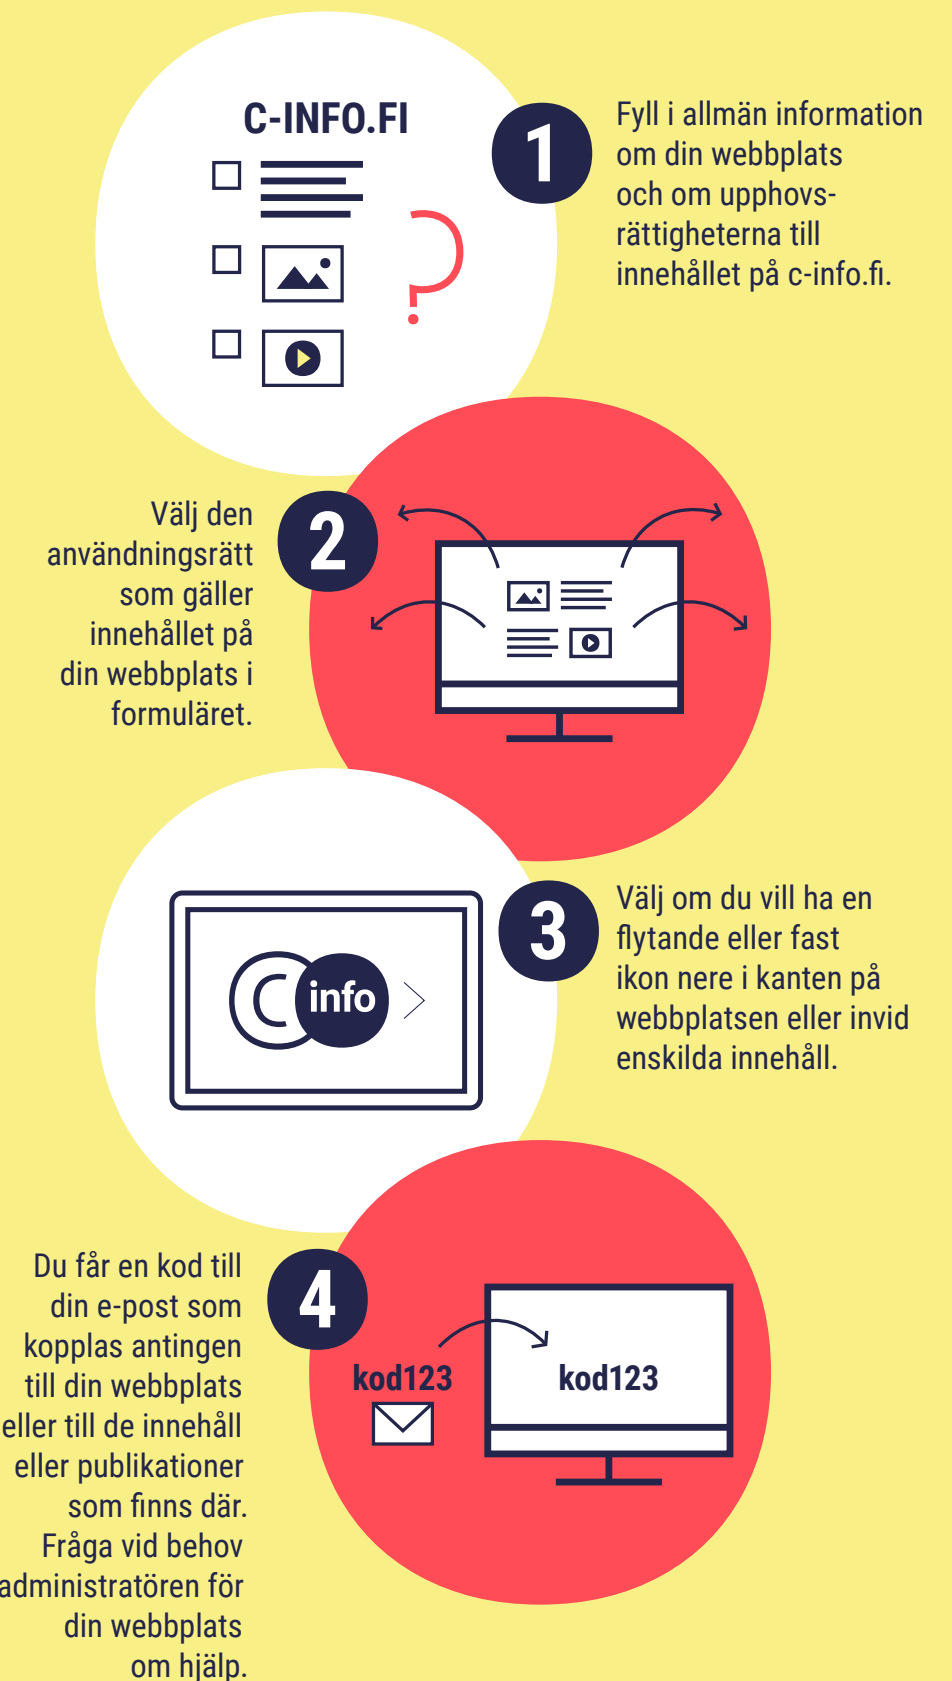 C-INFO.FI
1
Fyll i allmän information
om din webbplats
och om upphovs-
rättigheterna till
innehållet på c-info.fi.
2
Välj den
användningsrätt
som gäller
innehållet på
din webbplats i
formuläret.
3
Välj om du vill ha en
flytande eller fast
ikon nere i kanten på
webbplatsen eller invid
enskilda innehåll.
C info
4
Du får en kod till
din e-post som
kopplas antingen
till din webbplats
eller till de innehåll
eller publikationer
som finns där.
Fråga vid behov
administratören för
din webbplats
om hjälp.
kod123
kod123